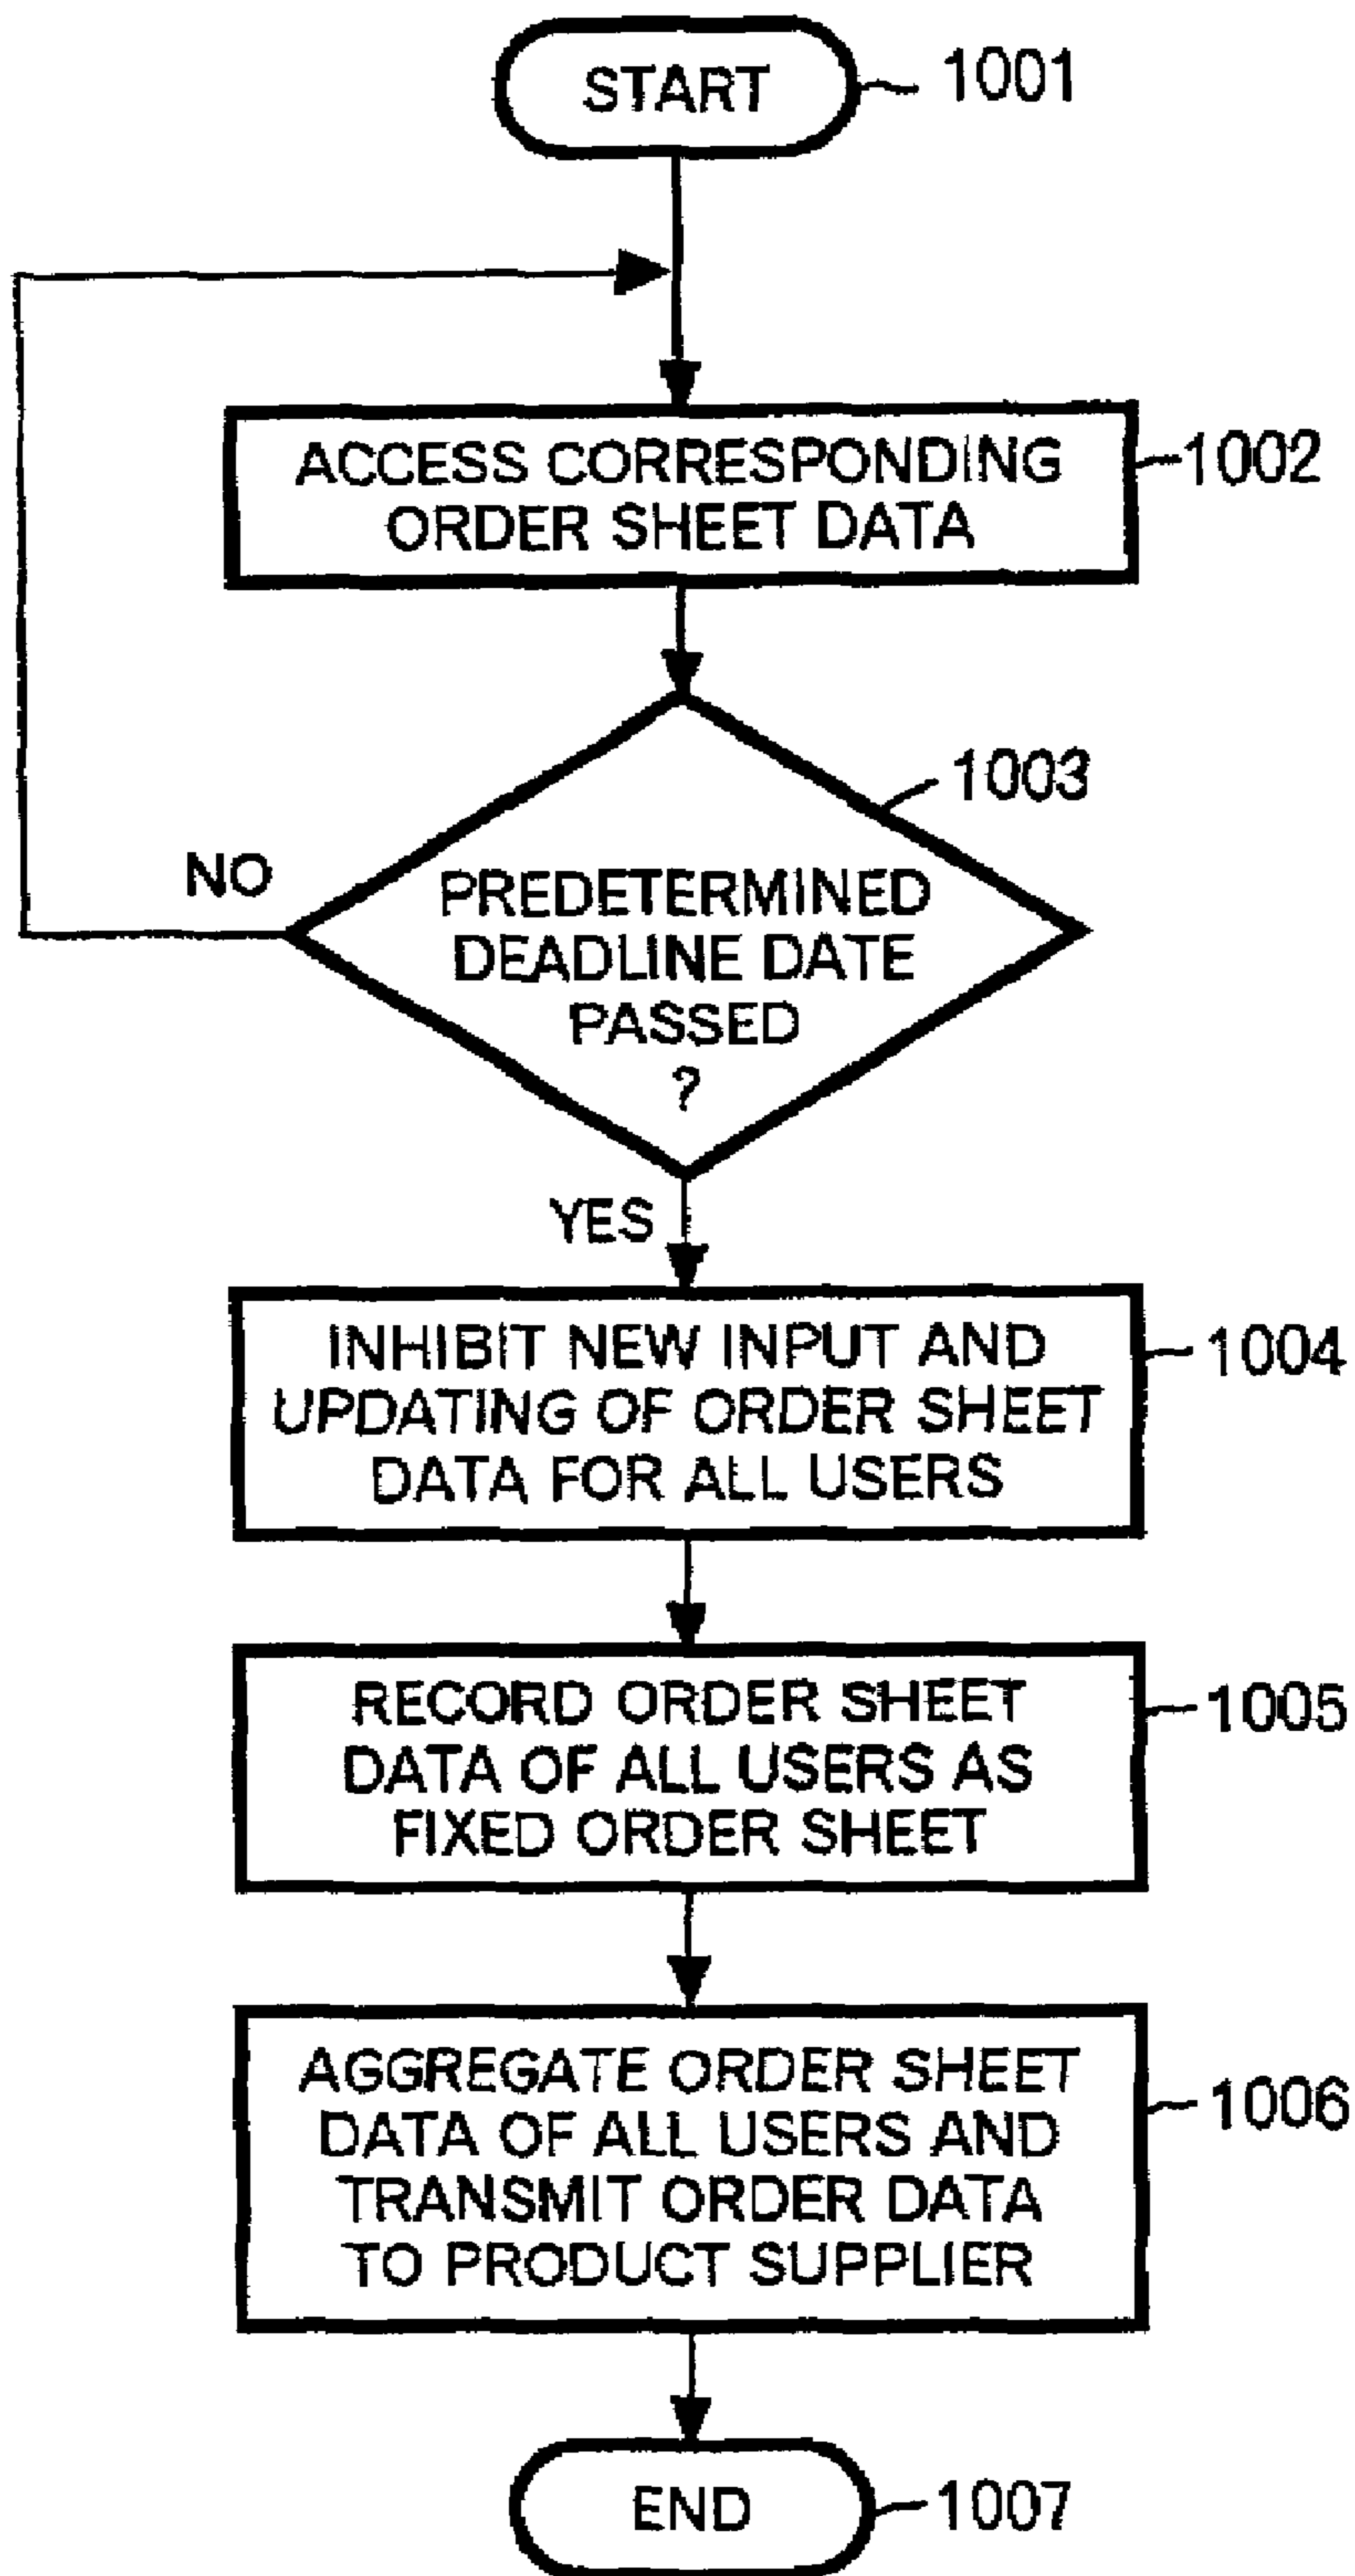 START
1001
ACCESS CORRESPONDING
ORDER SHEET DATA
1002
1003
NO
PREDETERMINED
DEADLINE DATE
PASSED
?
YES
INHIBIT NEW INPUT AND
UPDATING OF ORDER SHEET
DATA FOR ALL USERS
1004
RECORD ORDER SHEET
DATA OF ALL USERS AS
FIXED ORDER SHEET
1005
AGGREGATE ORDER SHEET
DATA OF ALL USERS AND
TRANSMIT ORDER DATA
TO PRODUCT SUPPLIER
1006
END
1007